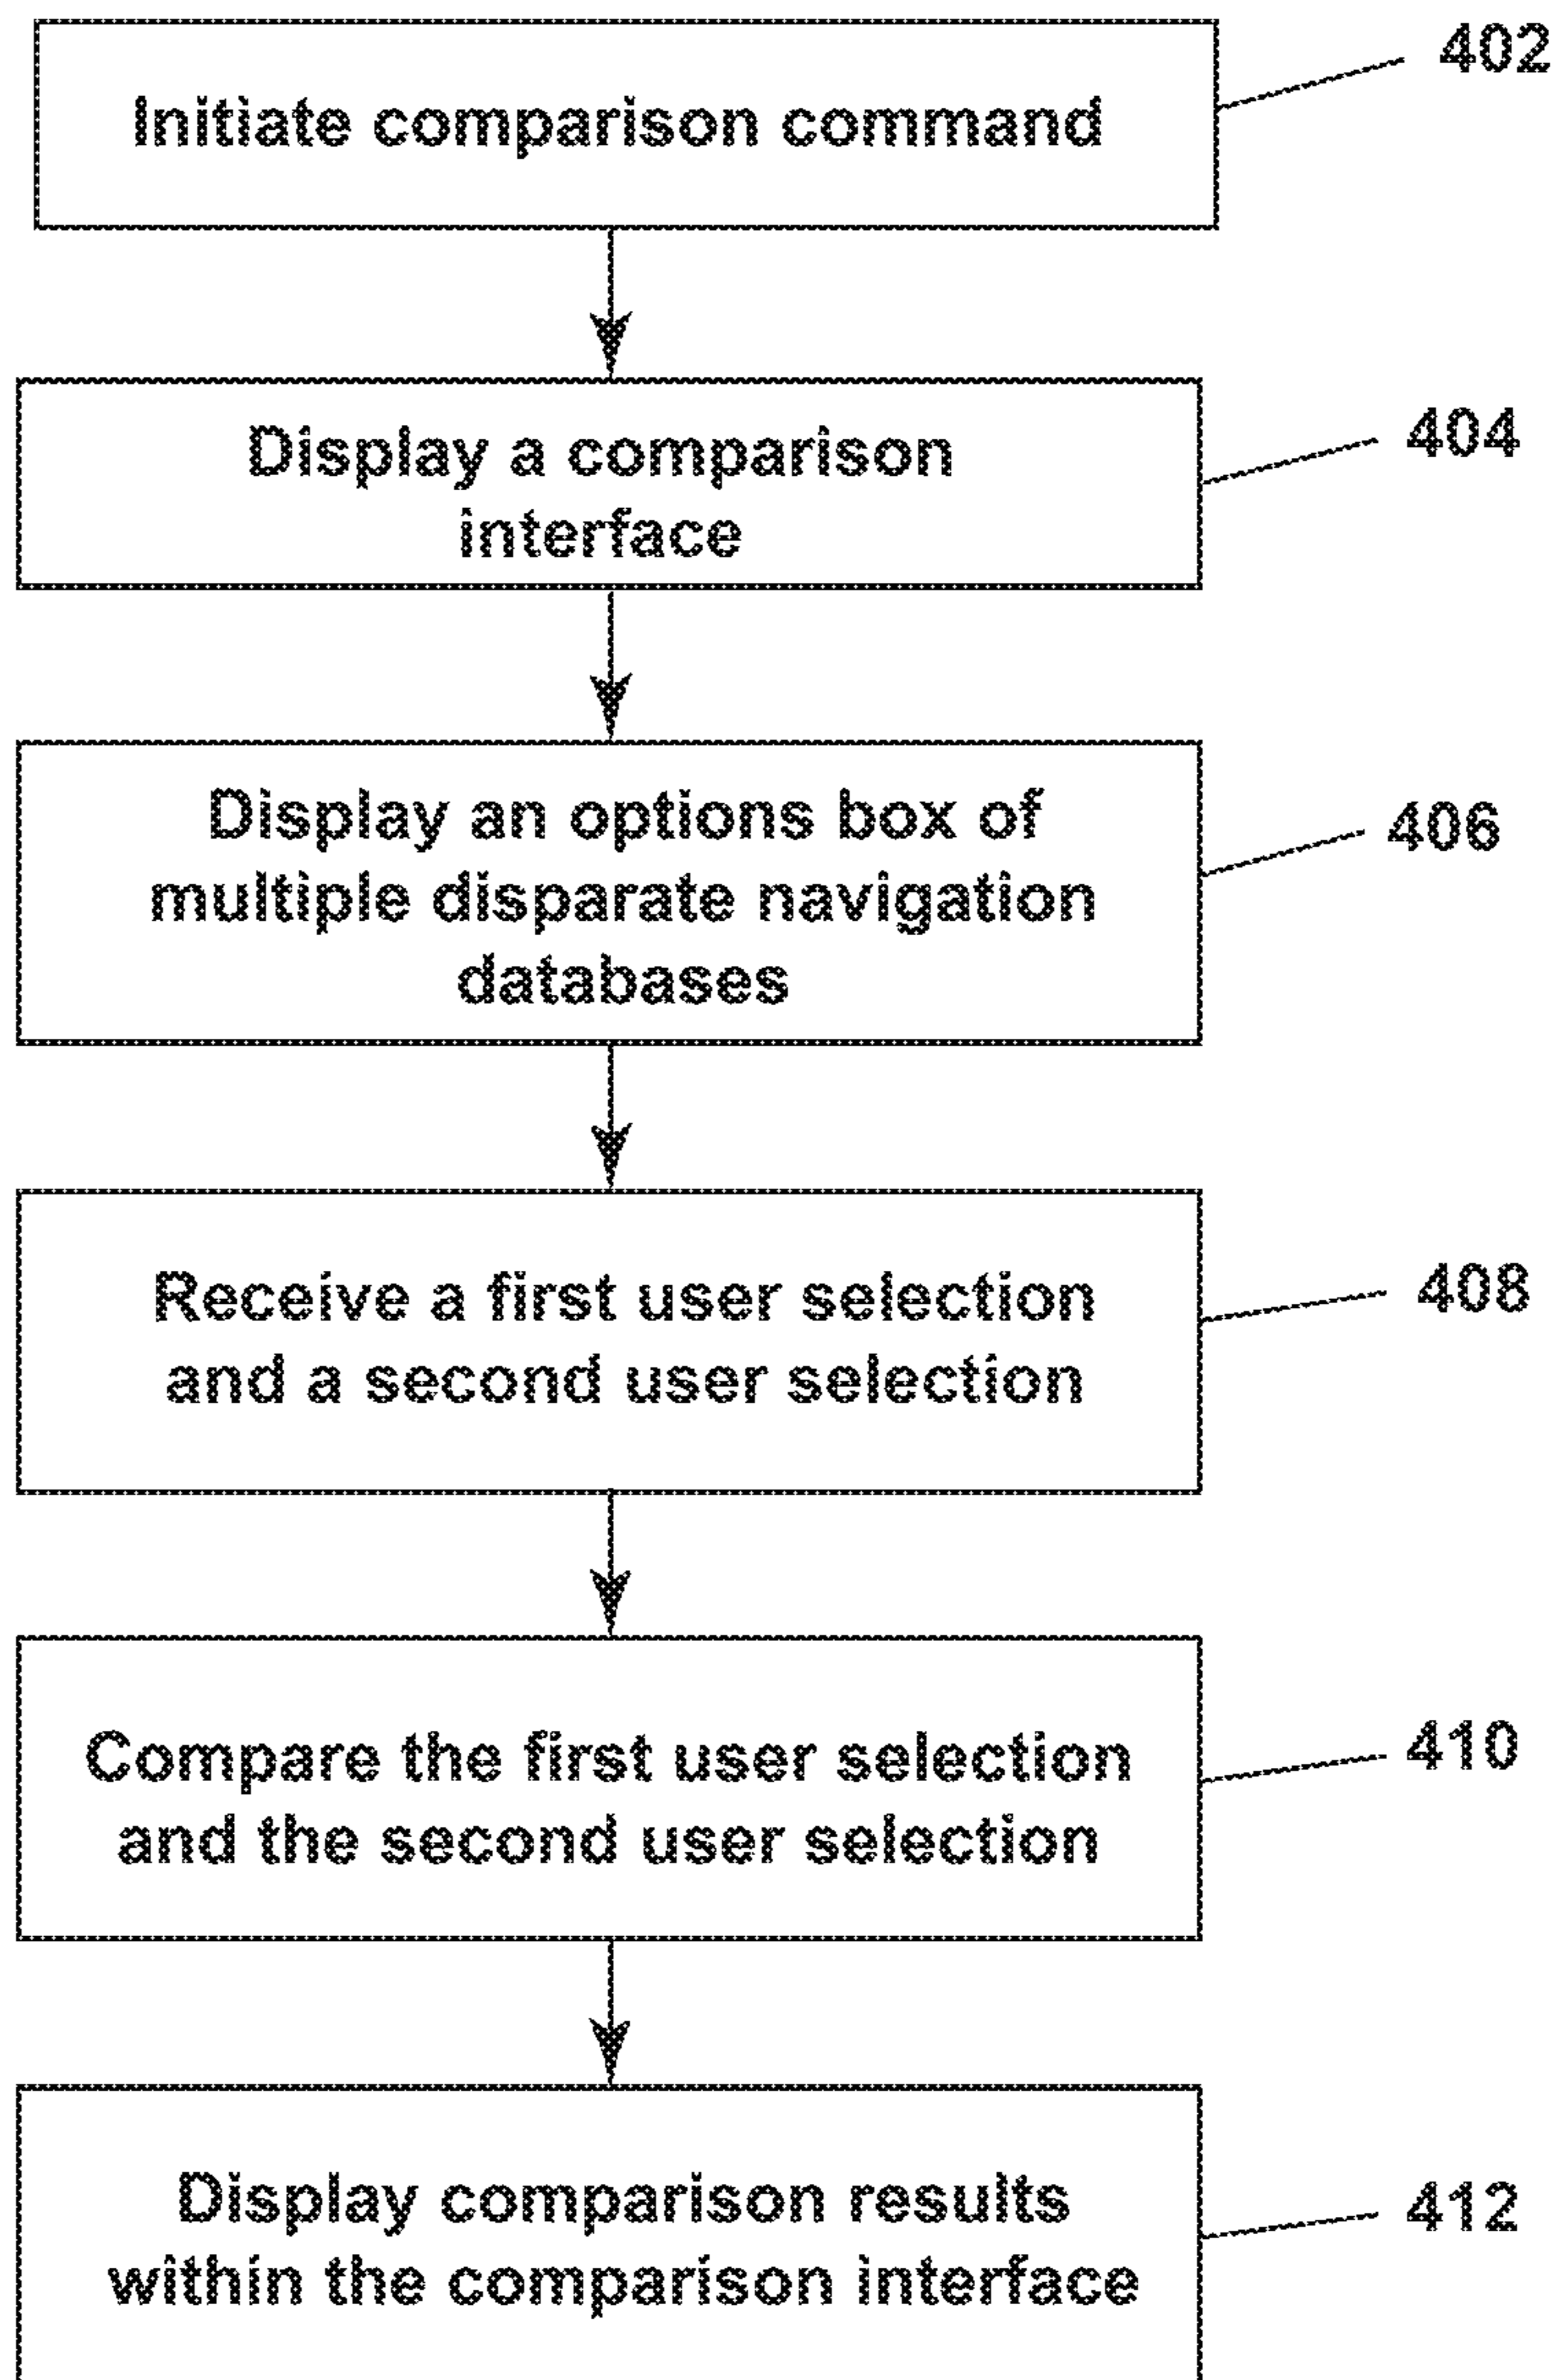 Initiate comparison command
402
Display a comparison
interface
404
Display an options box of
multiple disparate navigation
databases
406
Receive a first user selection
and a second user selection
408
Compare the first user selection
and the second user selection
410
Display comparison results
within the comparison interface
412